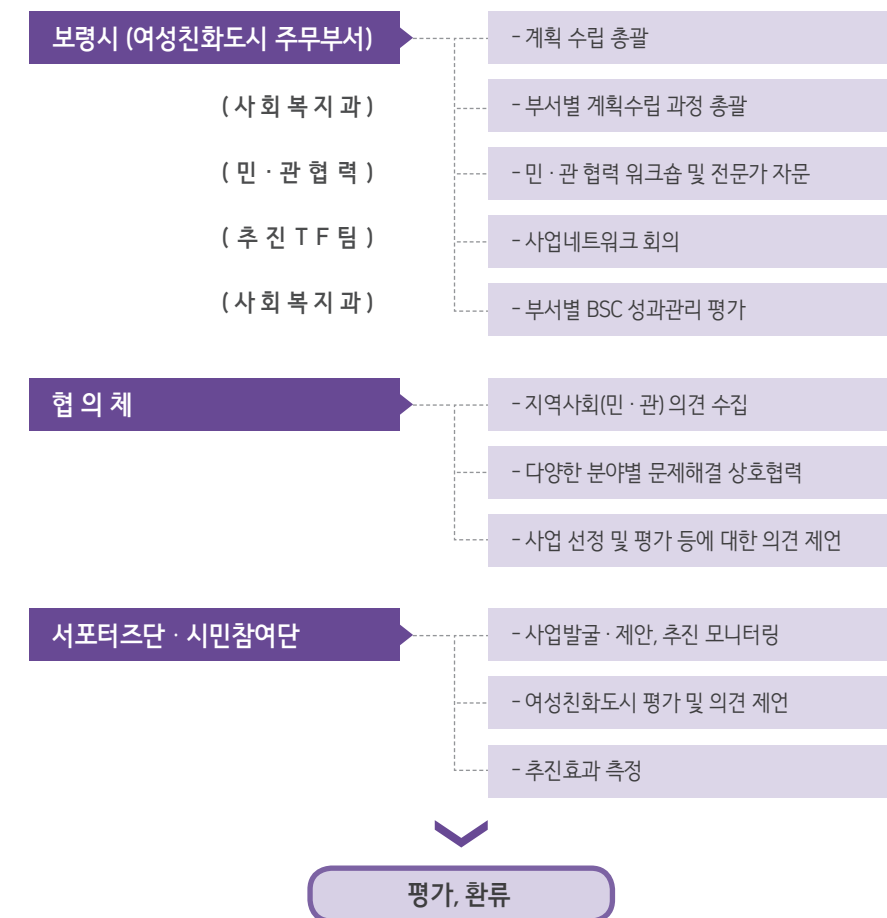 보령시 (여성친화도시 주무부서)
- 계획 수립 총괄
(사회복지과)
- 부서별 계획수립 과정 총괄
(민·관협력)
- 민·관 협력 워크숍 및 전문가 자문
(추진TF팀)
- 사업네트워크 회의
(사회복지과)
- 부서별 BSC 성과관리 평가
협의체
- 지역사회(민·관) 의견 수집
- 다양한 분야별 문제해결 상호협력
- 사업 선정 및 평가 등에 대한 의견 제언
서포터즈단·시민참여단
- 사업발굴·제안, 추진 모니터링
- 여성친화도시 평가 및 의견 제언
- 추진효과 측정
평가, 환류